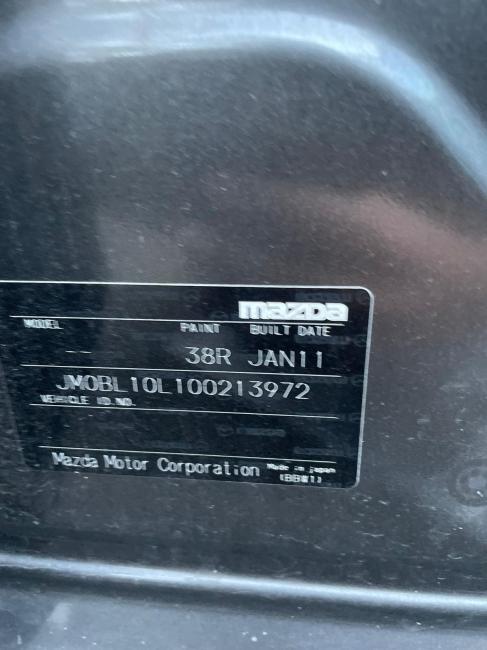 mazda
MODEL PAINT BUILT DATE
-- 38R JAN11
JM0BL10L100213972
VEHICLE ID.NO.
Mazda Motor Corporation Made in Japan
(BBW1)